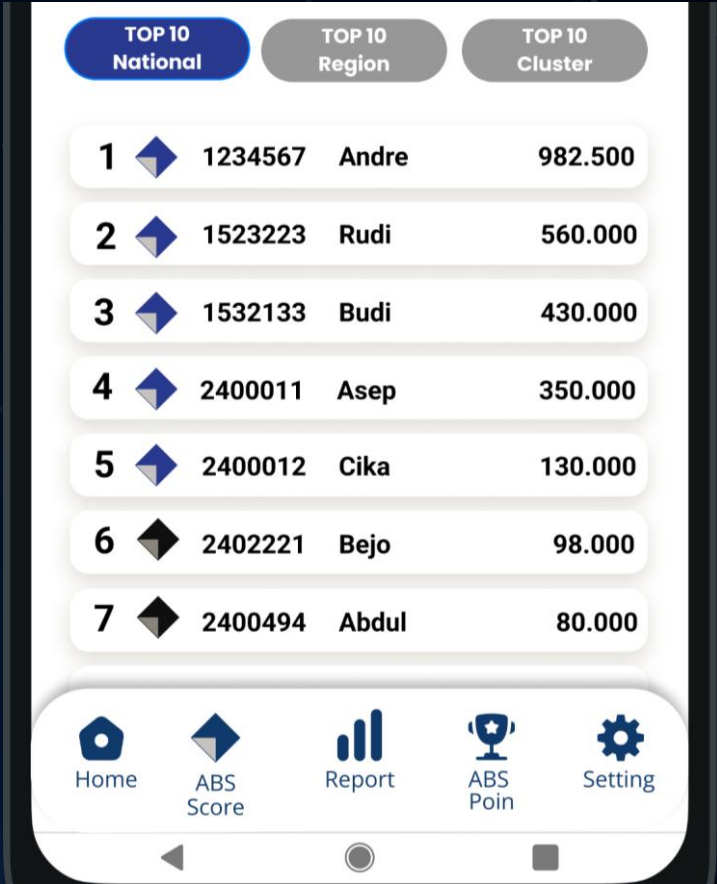 TOP 10 TOP 10 TOP 10
National Region Cluster
1 1234567 Andre 982.500
2 1523223 Rudi 560.000
3 1532133 Budi 430.000
4 2400011 Asep 350.000
5 2400012 Cika 130.000
6 2402221 Bejo 98.000
7 2400494 Abdul 80.000
Home ABS Report ABS Setting
Score Poin